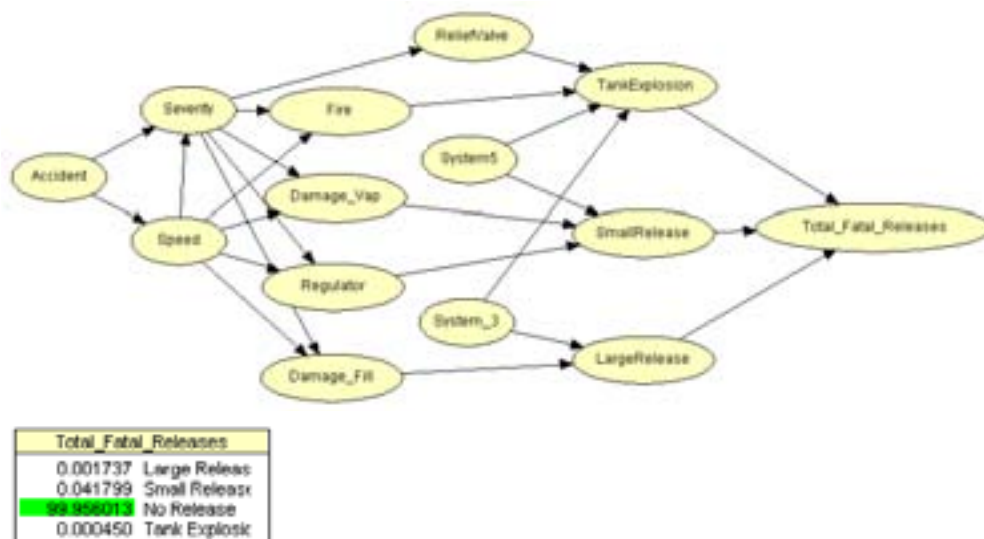 ReliefValve
TankExplosion
Severity
Fire
System5
Accident
Damage_Vap
Speed
SmallRelease
Total_Fatal_Releases
Regulator
System_3
LargeRelease
Damage_Fill
Total_Fatal_Releases
0.001737 Large Releas
0.041799 Small Release
99.956013 No Release
0.000450 Tank Explosic